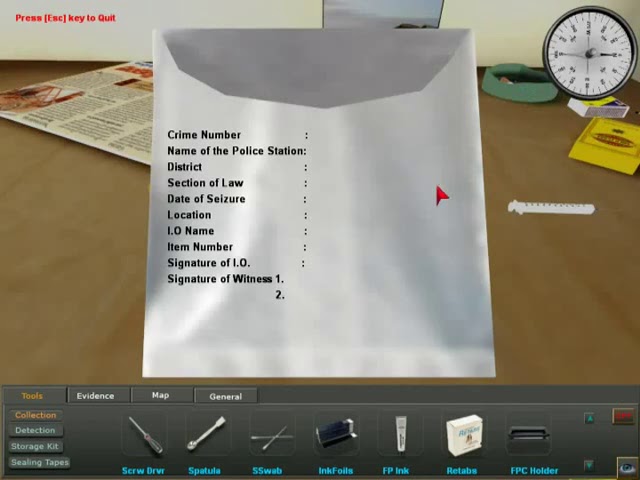 Press [Esc] key to Quit
Crime Number :
Name of the Police Station:
District :
Section of Law :
Date of Seizure :
Location :
I.O Name :
Item Number :
Signature of I.O. :
Signature of Witness 1.
2.
Tools Evidence Map General
Collection
Detection
Storage Kit
Sealing Tapes
Scrw Drvr Spatula SSwab InkFoils FP Ink Retabs FPC Holder